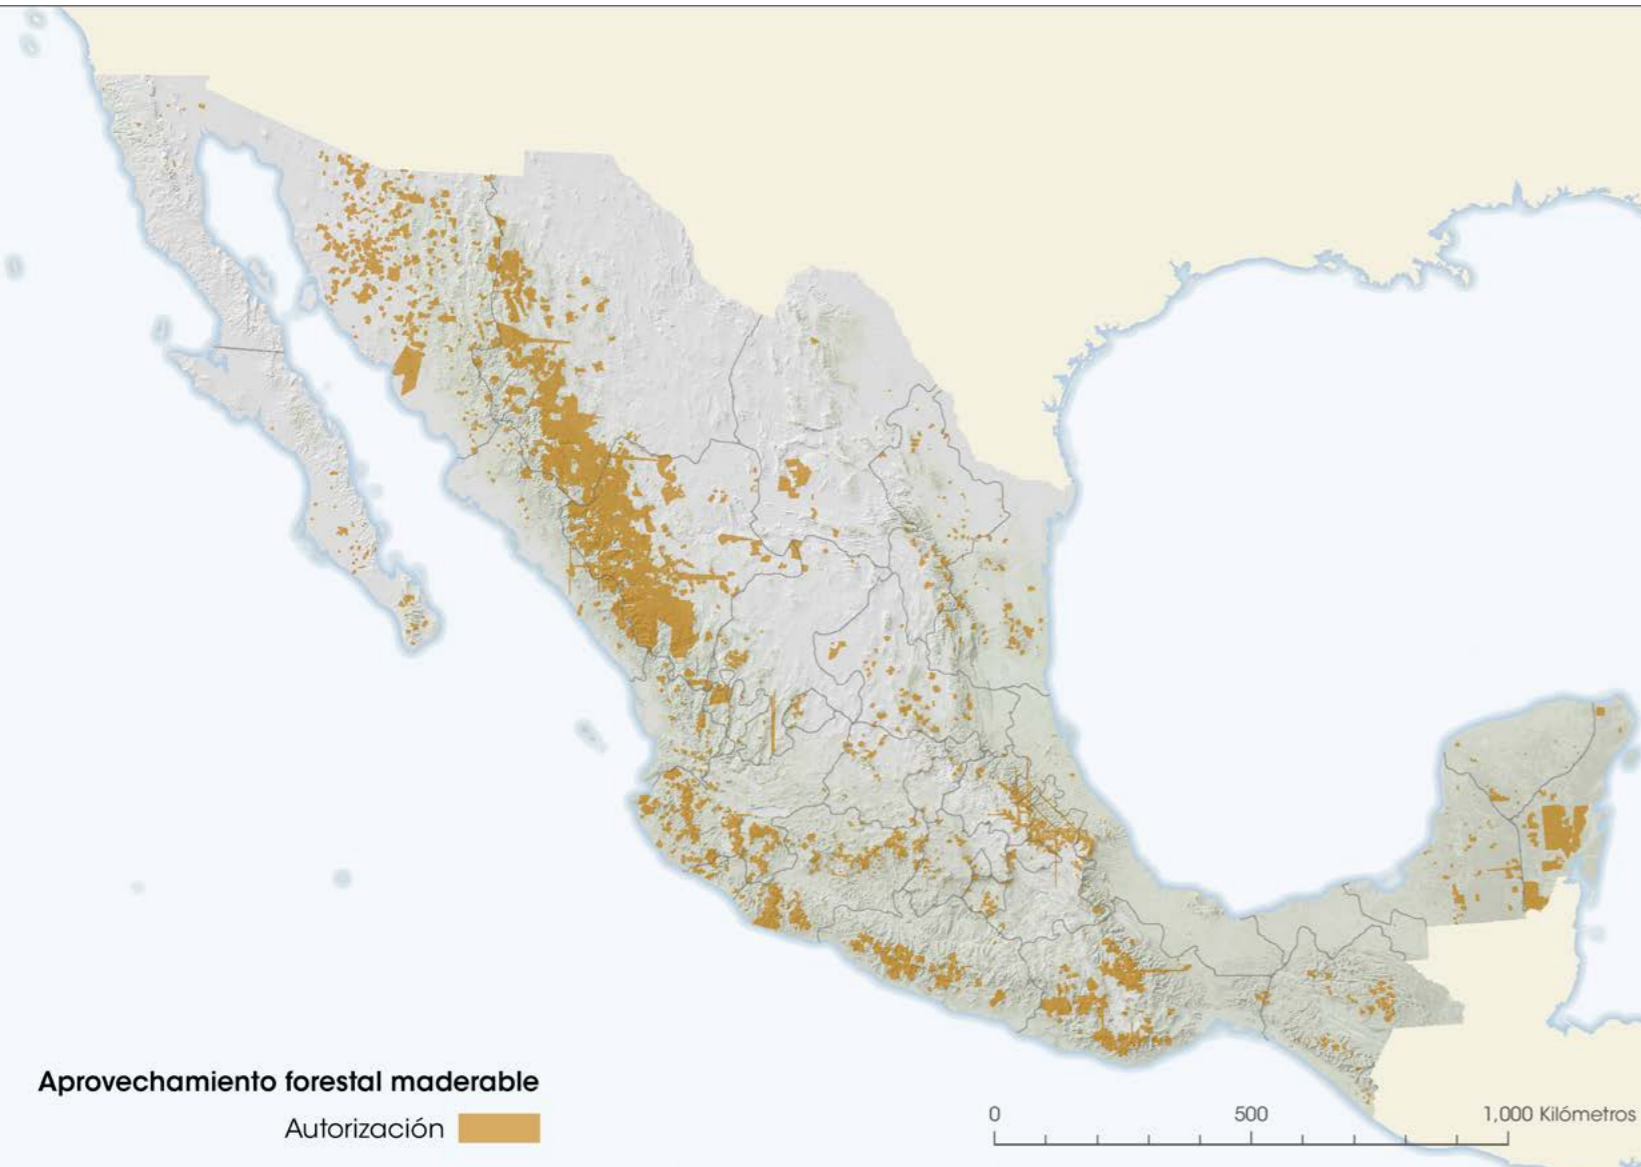 Aprovechamiento forestal maderable
Autorización
0 500 1,000 Kilómetros